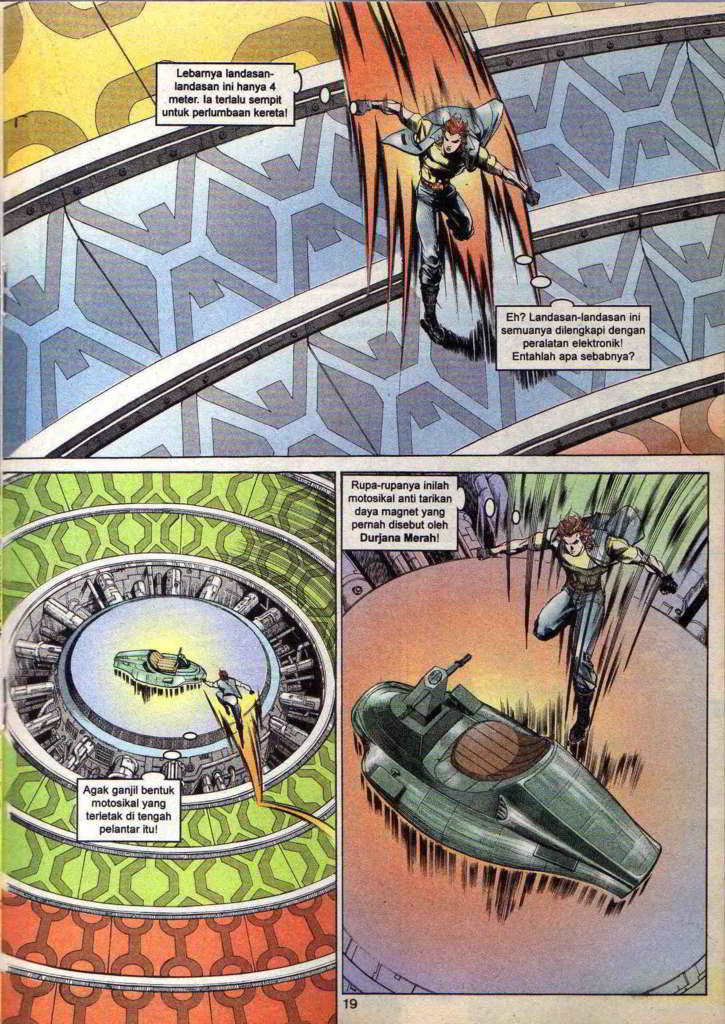 Lebarnya landasan-
landasan ini hanya 4
meter. Ia terlalu sempit
untuk perlumbaan kereta!
Eh? Landasan-landasan ini
semuanya dilengkapi dengan
peralatan elektronik!
Entahlah apa sebabnya?
Agak ganjil bentuk
motosikal yang
terletak di tengah
pelantar itu!
Rupa-rupanya inilah
motosikal anti tarikan
daya magnet yang
pernah disebut oleh
Durjana Merah!
19